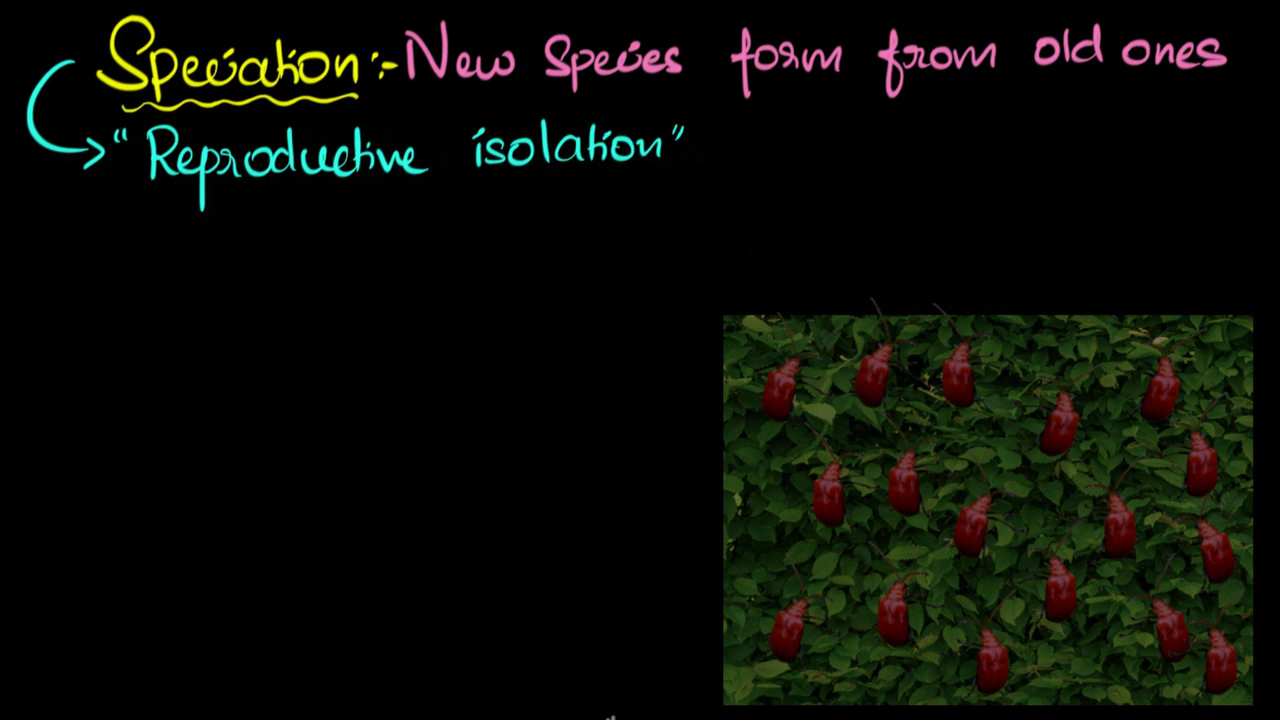 Speciation :- New Species form from old ones
"Reproductive isolation"